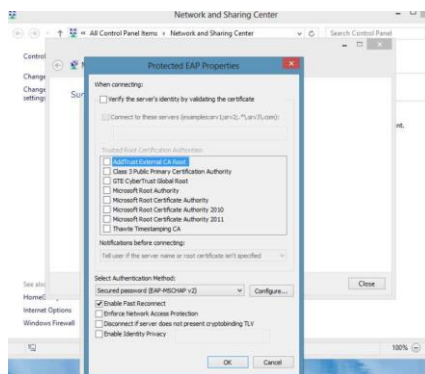 Network and Sharing Center
« All Control Panel Items › Network and Sharing Center
Search Control Panel
Control
Change
Change
settings
Protected EAP Properties
When connecting:
Verify the server's identity by validating the certificate
Connect to these servers (examples:srv1;srv2;.*\.srv3\.com):
Trusted Root Certification Authorities:
AddTrust External CA Root
Class 3 Public Primary Certification Authority
GTE CyberTrust Global Root
Microsoft Root Authority
Microsoft Root Certificate Authority
Microsoft Root Certificate Authority 2010
Microsoft Root Certificate Authority 2011
Thawte Timestamping CA
Notifications before connecting:
Tell user if the server name or root certificate isn't specified
Select Authentication Method:
Secured password (EAP-MSCHAP v2)
Configure...
Enable Fast Reconnect
Enforce Network Access Protection
Disconnect if server does not present cryptobinding TLV
Enable Identity Privacy
OK
Cancel
Close
See also
Internet Options
Windows Firewall
100%